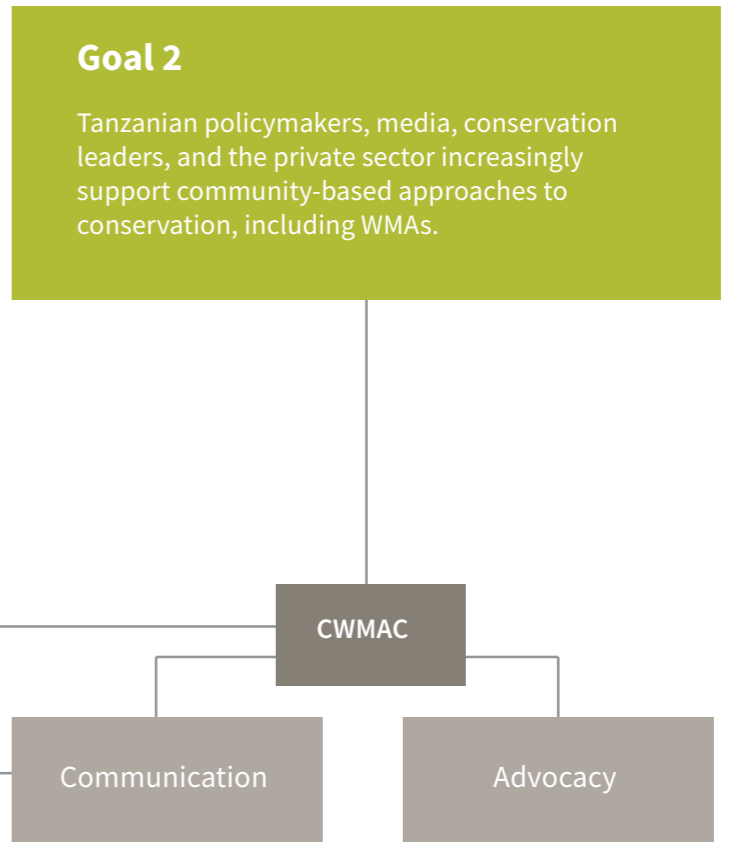 Goal 2
Tanzanian policymakers, media, conservation
leaders, and the private sector increasingly
support community-based approaches to
conservation, including WMAs.
CWMAC
Communication
Advocacy